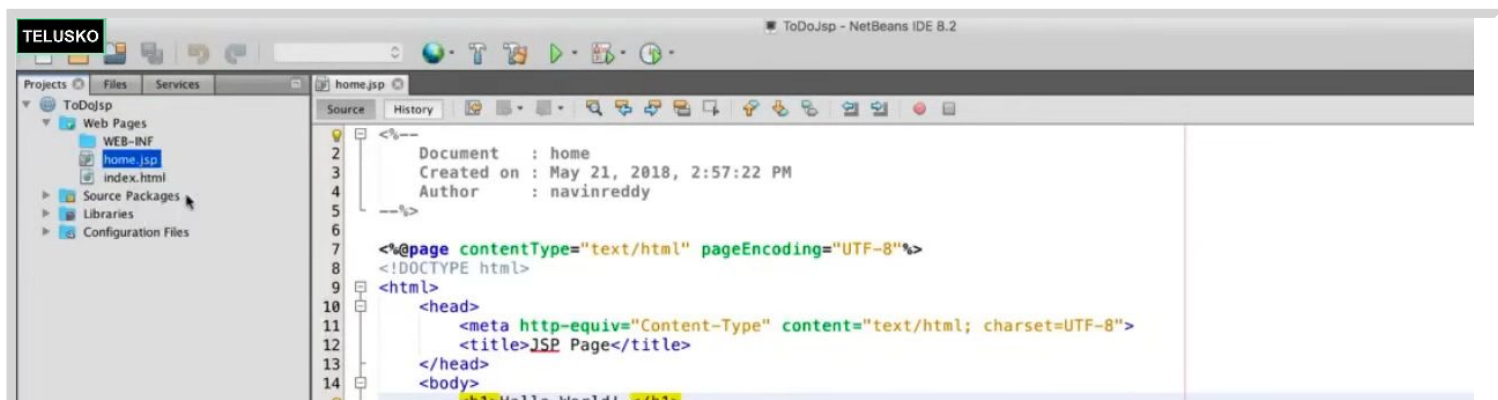 ToDoJsp - NetBeans IDE 8.2
TELUSKO
Projects Files Services
home.jsp
ToDoJsp
Web Pages
WEB-INF
home.jsp
index.html
Source Packages
Libraries
Configuration Files
Source History
<%--
2 Document : home
3 Created on : May 21, 2018, 2:57:22 PM
4 Author : navinreddy
5 --%>
6
7 <%@page contentType="text/html" pageEncoding="UTF-8"%>
8 <!DOCTYPE html>
9 <html>
10 <head>
11 <meta http-equiv="Content-Type" content="text/html; charset=UTF-8">
12 <title>JSP Page</title>
13 </head>
14 <body>
<h1>Hello World! </h1>